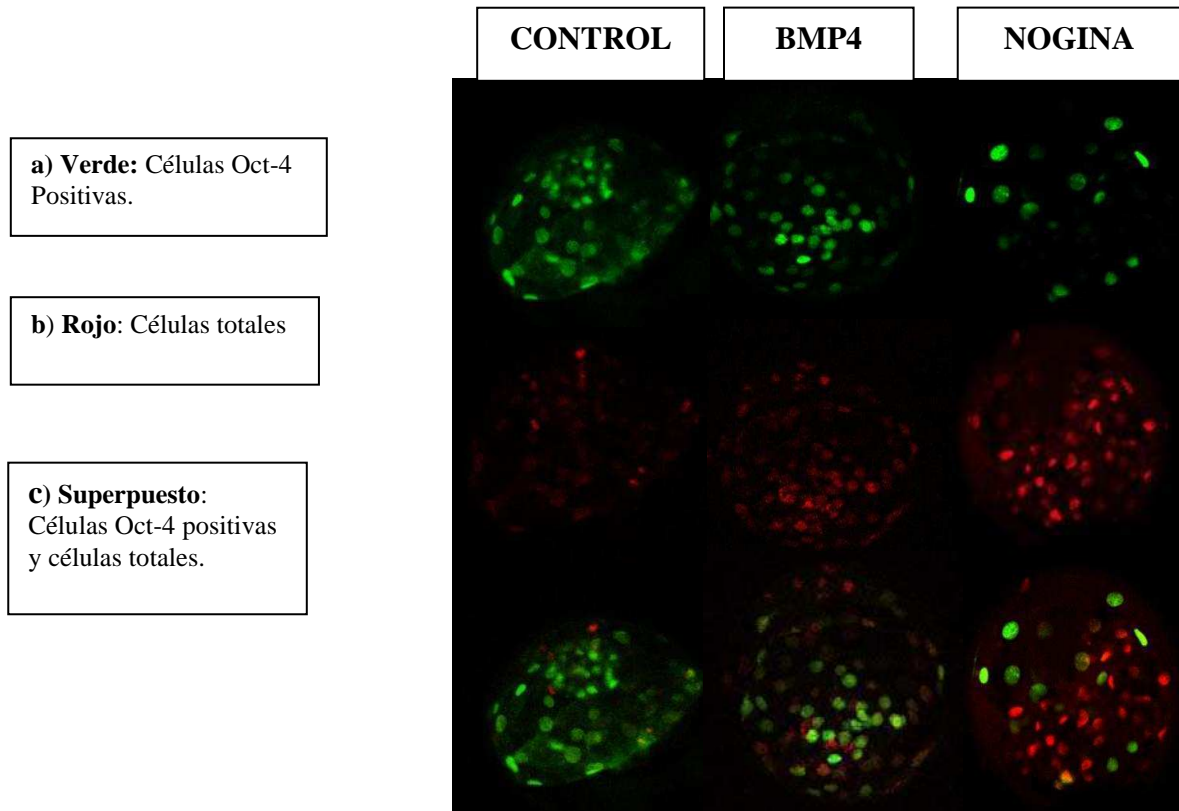 CONTROL
BMP4
NOGINA
a) Verde: Células Oct-4
Positivas.
b) Rojo: Células totales
c) Superpuesto:
Células Oct-4 positivas
y células totales.